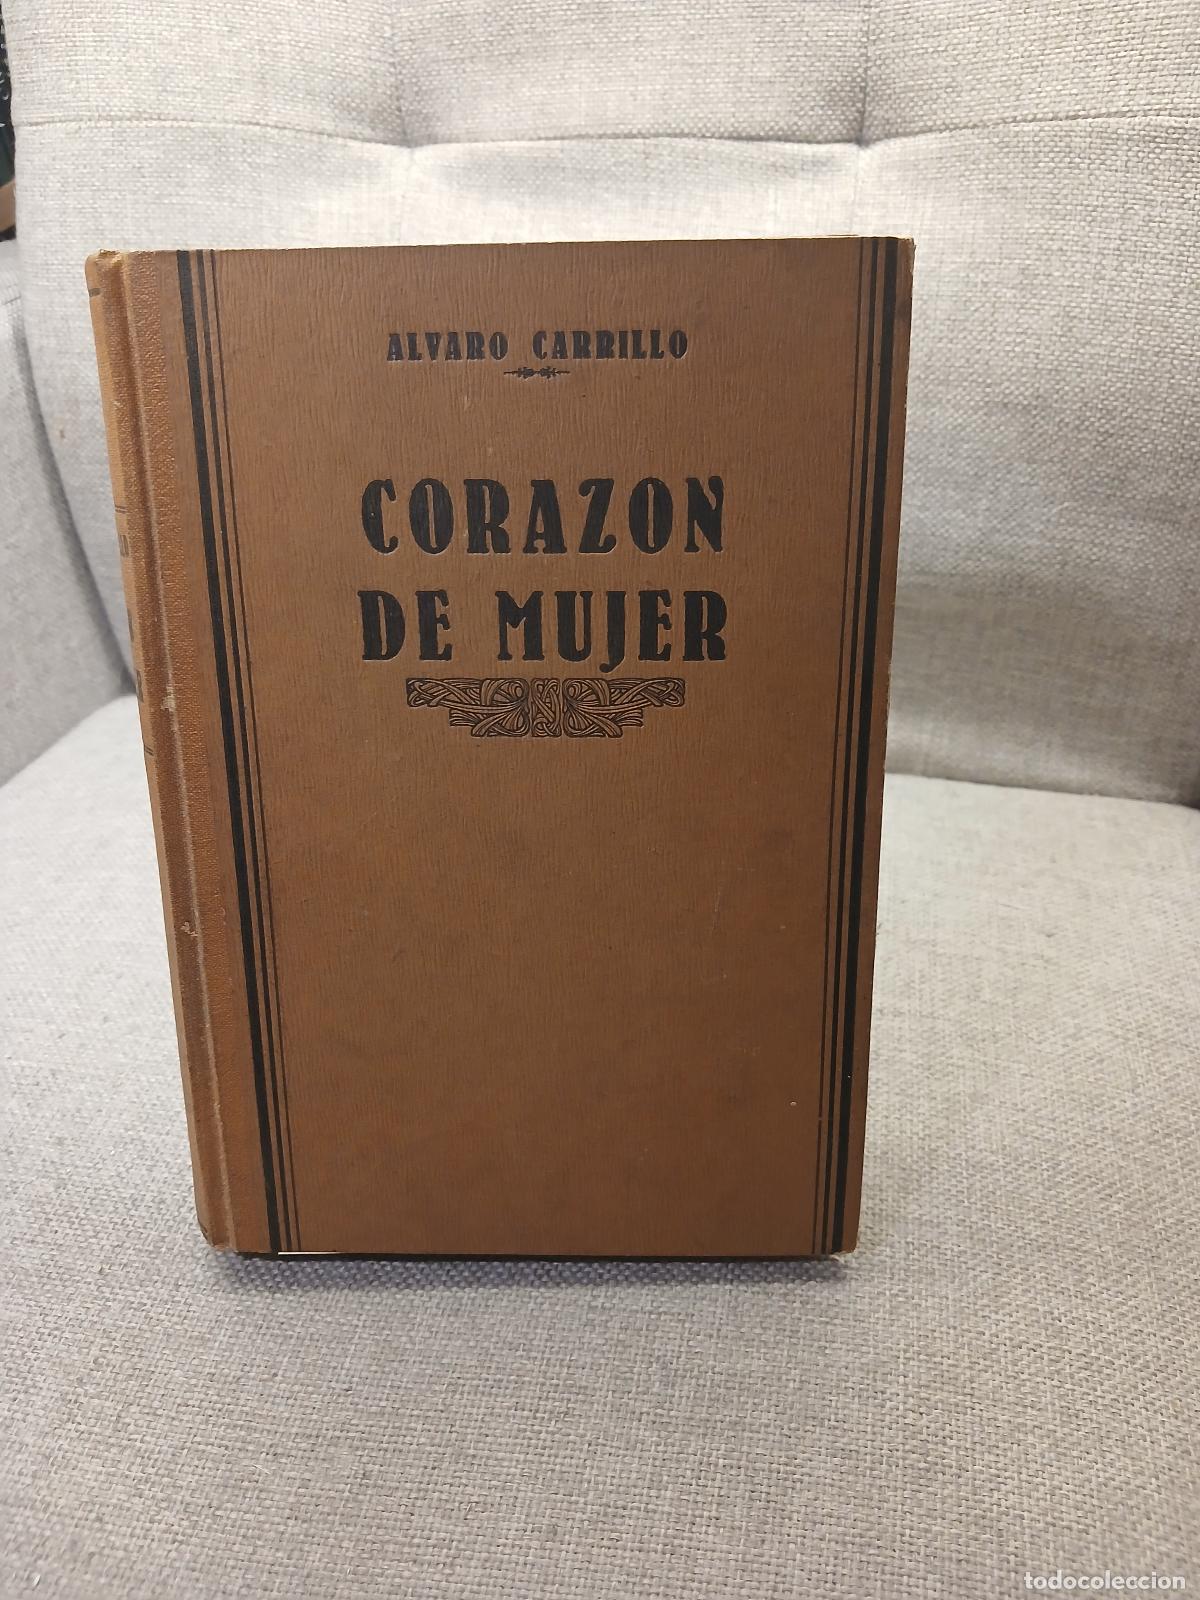 ALVARO CARRILLO
CORAZON
DE MUJER
todocoleccion